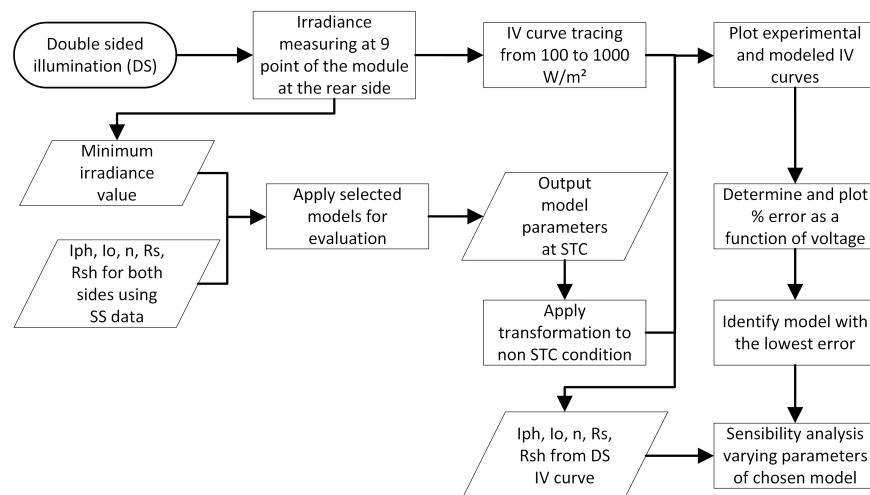 Double sided
illumination (DS)
Irradiance
measuring at 9
point of the module
at the rear side
IV curve tracing
from 100 to 1000
W/m²
Plot experimental
and modeled IV
curves
Minimum
irradiance
value
Iph, Io, n, Rs,
Rsh for both
sides using
SS data
Apply selected
models for
evaluation
Output
model
parameters
at STC
Apply
transformation to
non STC condition
Iph, Io, n, Rs,
Rsh from DS
IV curve
Determine and plot
% error as a
function of voltage
Identify model with
the lowest error
Sensibility analysis
varying parameters
of chosen model